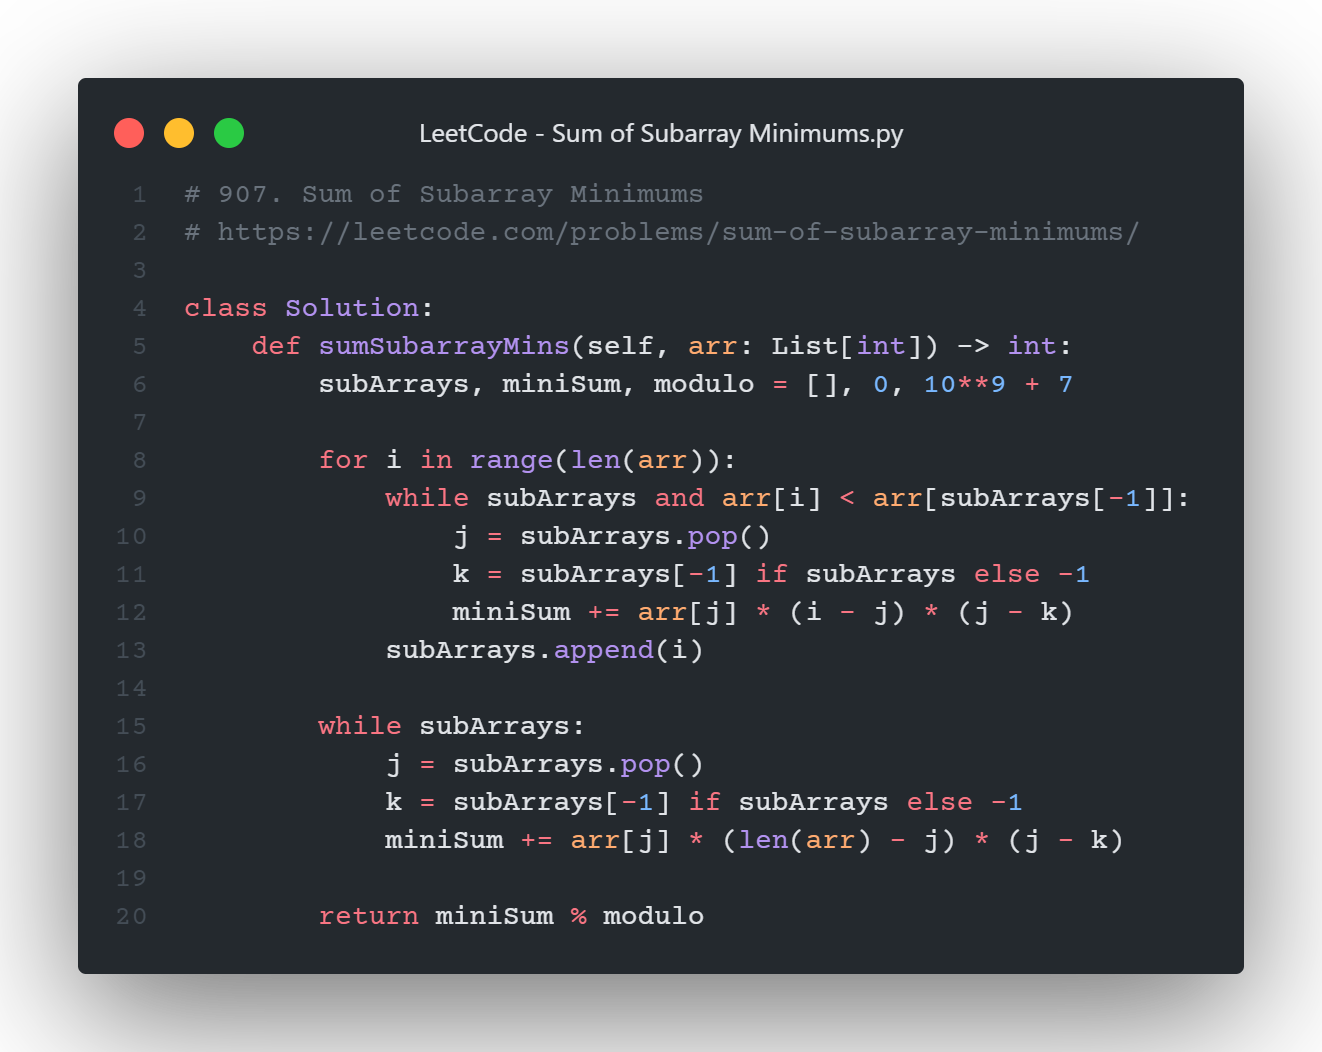 LeetCode - Sum of Subarray Minimums.py
1 # 907. Sum of Subarray Minimums
2 # https://leetcode.com/problems/sum-of-subarray-minimums/
3
4 class Solution:
5     def sumSubarrayMins(self, arr: List[int]) -> int:
6         subArrays, miniSum, modulo = [], 0, 10**9 + 7
7
8         for i in range(len(arr)):
9             while subArrays and arr[i] < arr[subArrays[-1]]:
10                 j = subArrays.pop()
11                 k = subArrays[-1] if subArrays else -1
12                 miniSum += arr[j] * (i - j) * (j - k)
13             subArrays.append(i)
14
15         while subArrays:
16             j = subArrays.pop()
17             k = subArrays[-1] if subArrays else -1
18             miniSum += arr[j] * (len(arr) - j) * (j - k)
19
20         return miniSum % modulo